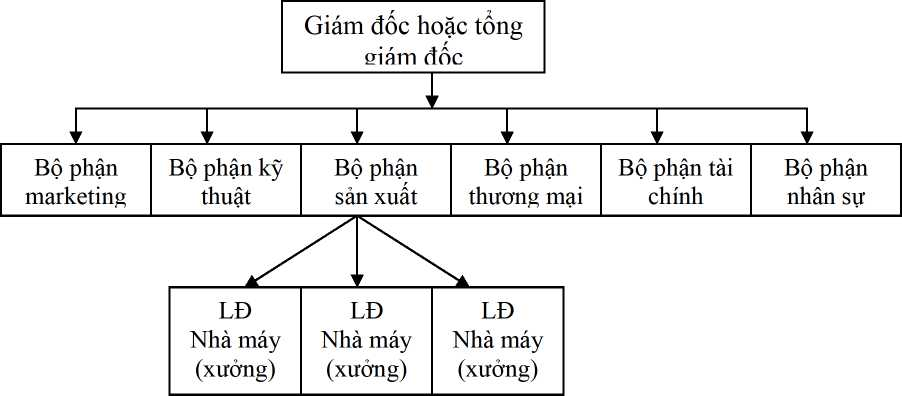 Giám đốc hoặc tổng
giám đốc
Bộ phận
marketing
Bộ phận kỹ
thuật
Bộ phận
sản xuất
Bộ phận
thương mại
Bộ phận tài
chính
Bộ phận
nhân sự
LĐ
Nhà máy
(xưởng)
LĐ
Nhà máy
(xưởng)
LĐ
Nhà máy
(xưởng)